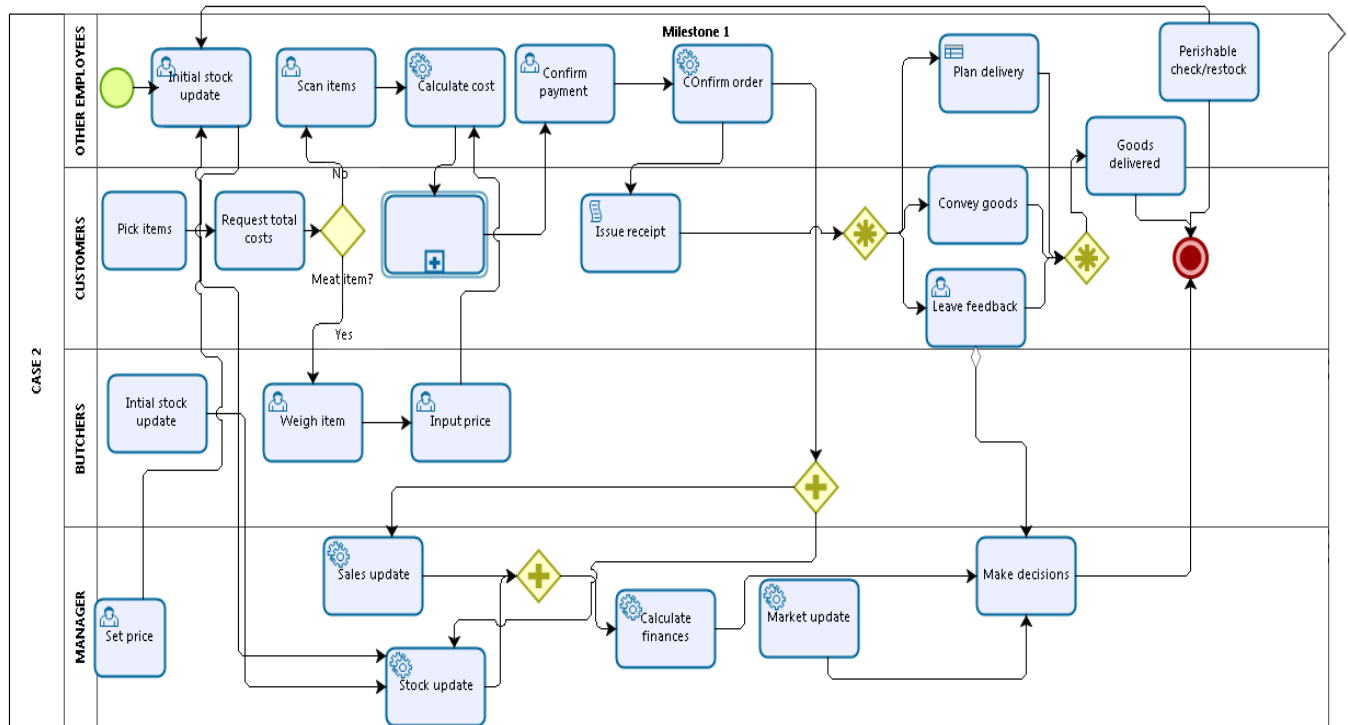 Milestone 1
CASE 2
OTHER EMPLOYEES
Initial stock
update
Scan items
Calculate cost
Confirm
payment
COnfirm order
Plan delivery
Perishable
check/restock
Goods
delivered
No
CUSTOMERS
Pick items
Request total
costs
Meat item?
Issue receipt
Convey goods
Leave feedback
Yes
BUTCHERS
Intial stock
update
Weigh item
Input price
MANAGER
Set price
Sales update
Stock update
Calculate
finances
Market update
Make decisions